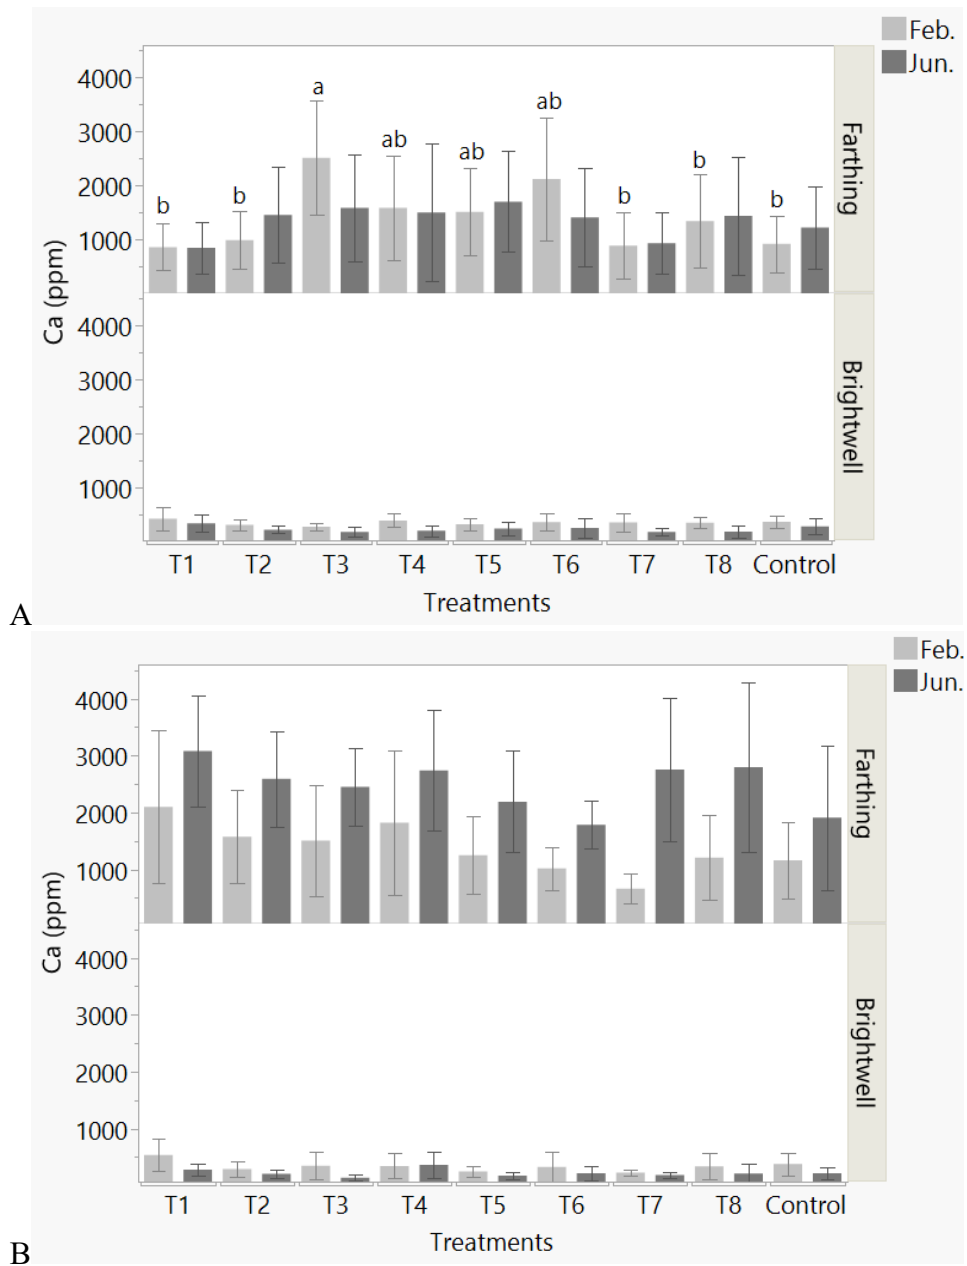 Feb.
Jun.
4000
3000
2000
1000
b
b
a
ab
ab
ab
b
b
b
Farthing
Ca (ppm)
4000
3000
2000
1000
Brightwell
T1 T2 T3 T4 T5 T6 T7 T8 Control
Treatments
A
Feb.
Jun.
4000
3000
2000
1000
Farthing
Ca (ppm)
4000
3000
2000
1000
Brightwell
T1 T2 T3 T4 T5 T6 T7 T8 Control
Treatments
B